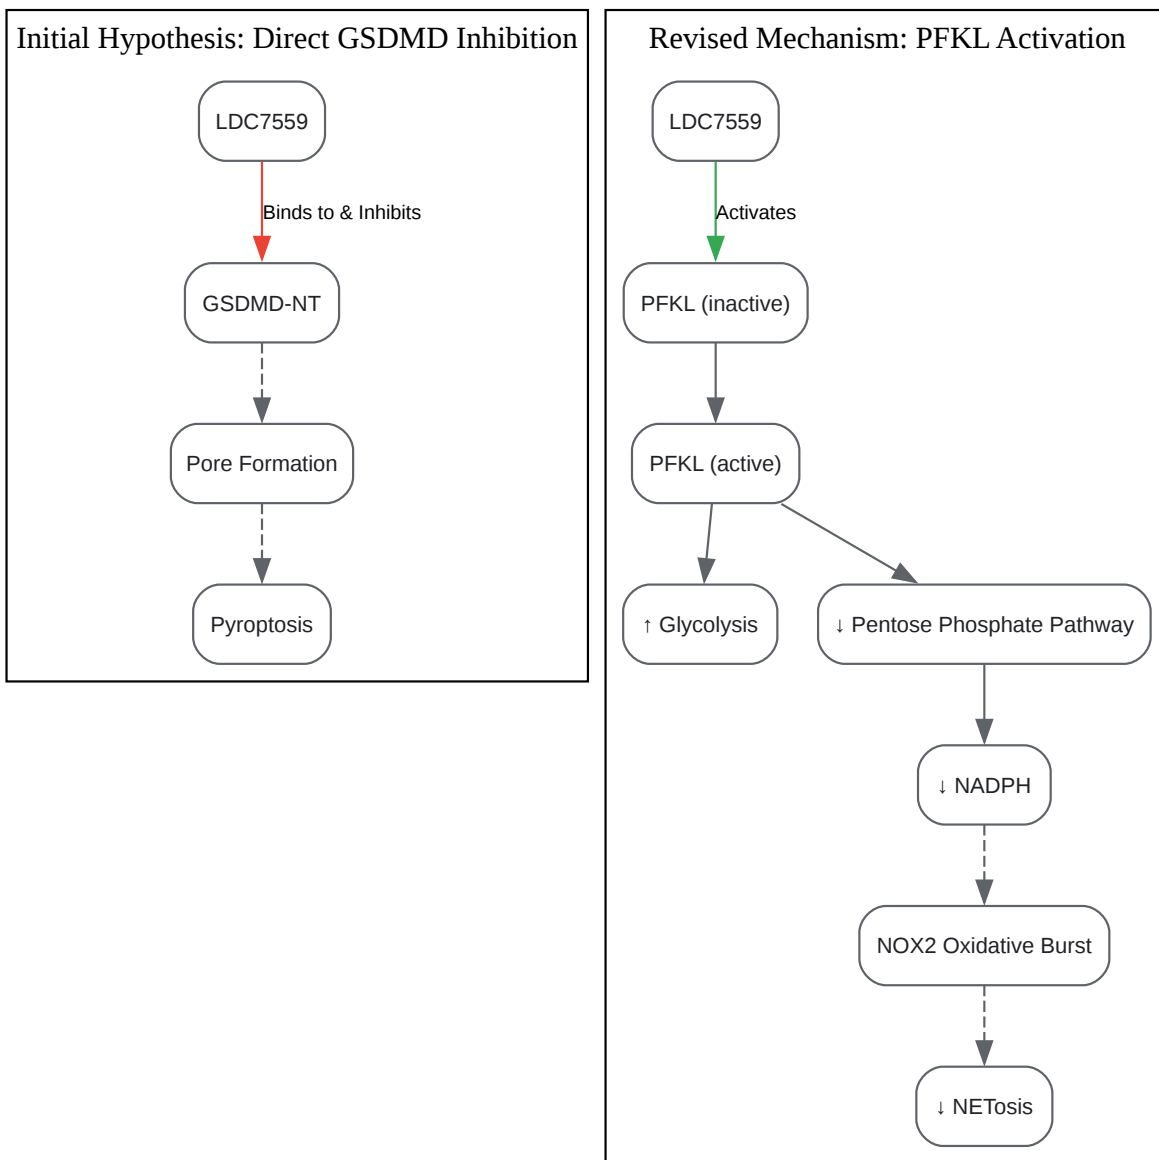 Initial Hypothesis: Direct GSDMD Inhibition
LDC7559
Binds to & Inhibits
GSDMD-NT
Pore Formation
Pyroptosis
Revised Mechanism: PFKL Activation
LDC7559
Activates
PFKL (inactive)
PFKL (active)
↑ Glycolysis
↓ Pentose Phosphate Pathway
↓ NADPH
NOX2 Oxidative Burst
↓ NETosis